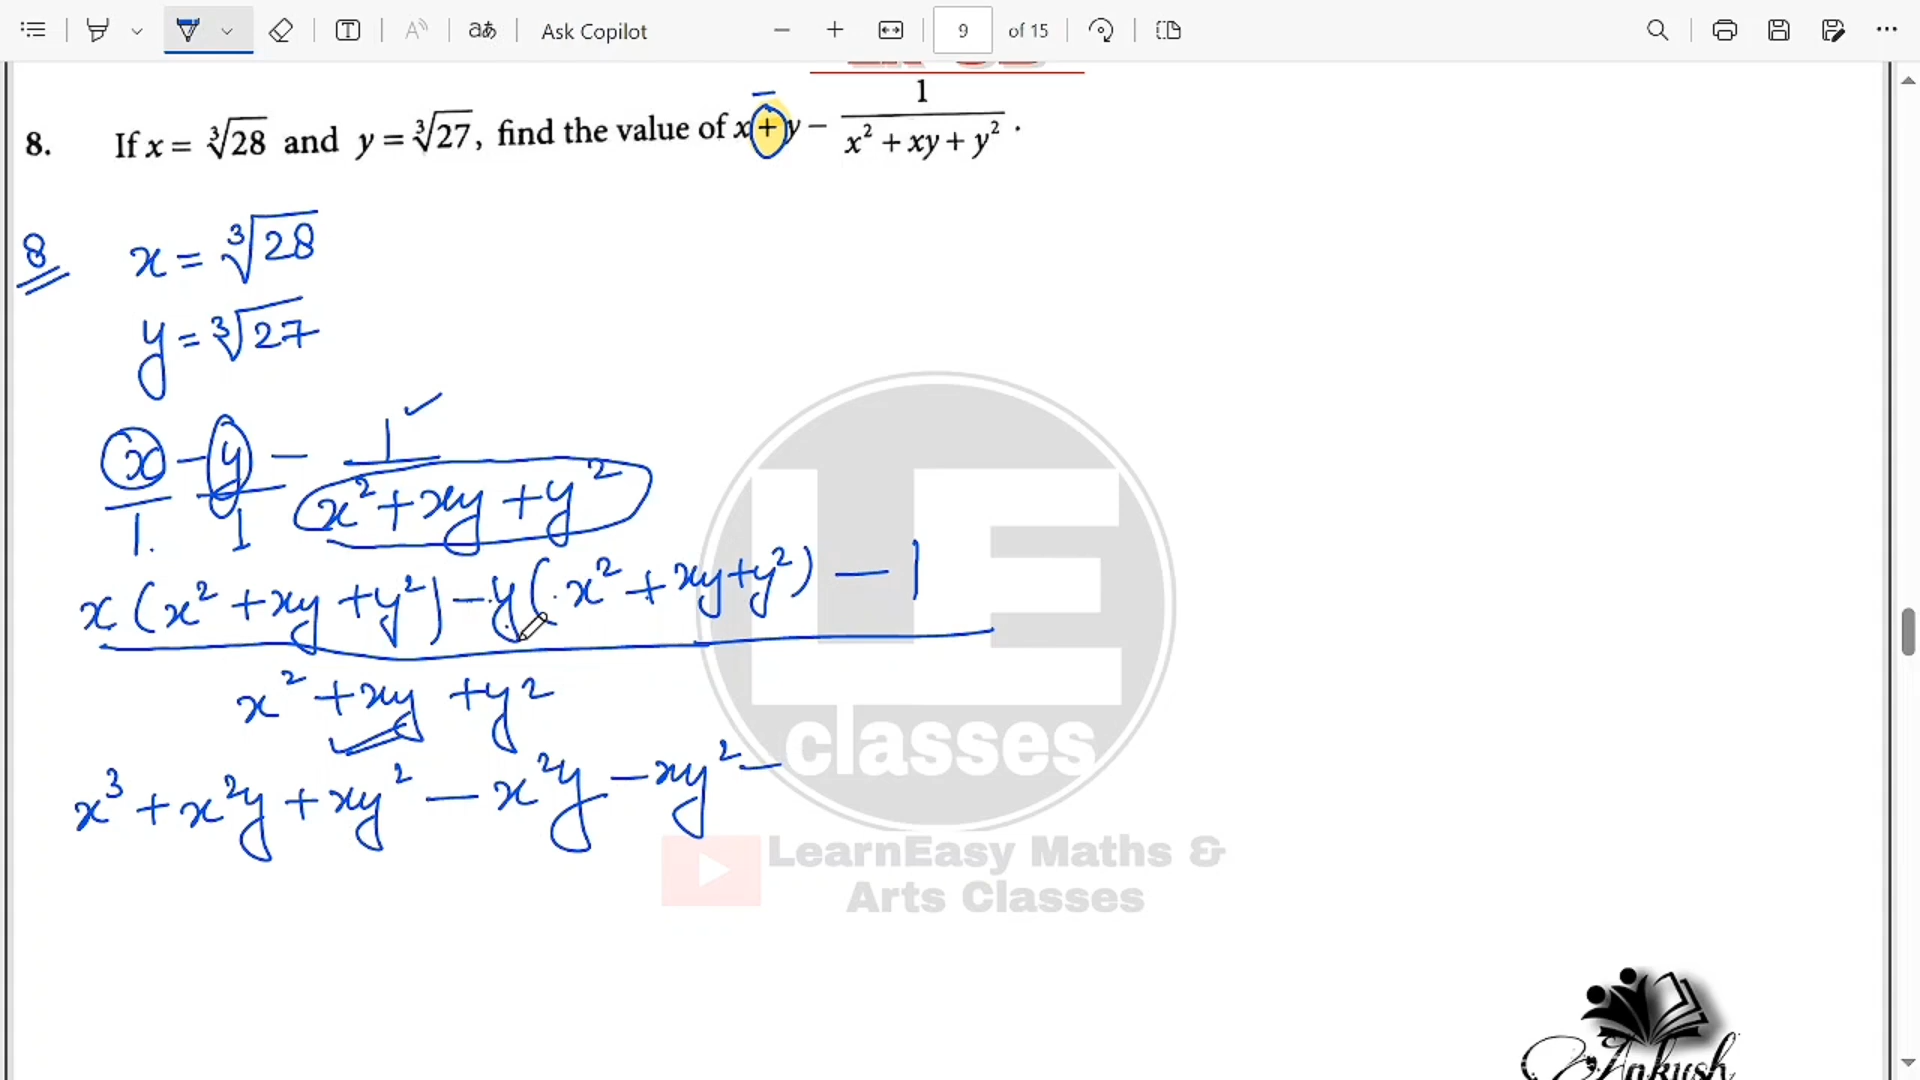 Ask Copilot 9 of 15
8. If x = ∛28 and y = ∛27, find the value of x + y − 1/(x² + xy + y²).
−
8 x = ∛28
y = ∛27
x/1 − y/1 − 1/(x² + xy + y²) ✓
x(x² + xy + y²) − y(x² + xy + y²) − 1
x² + xy + y²
x³ + x²y + xy² − x²y − xy² −
LE
classes
LearnEasy Maths &
Arts Classes
Ankush